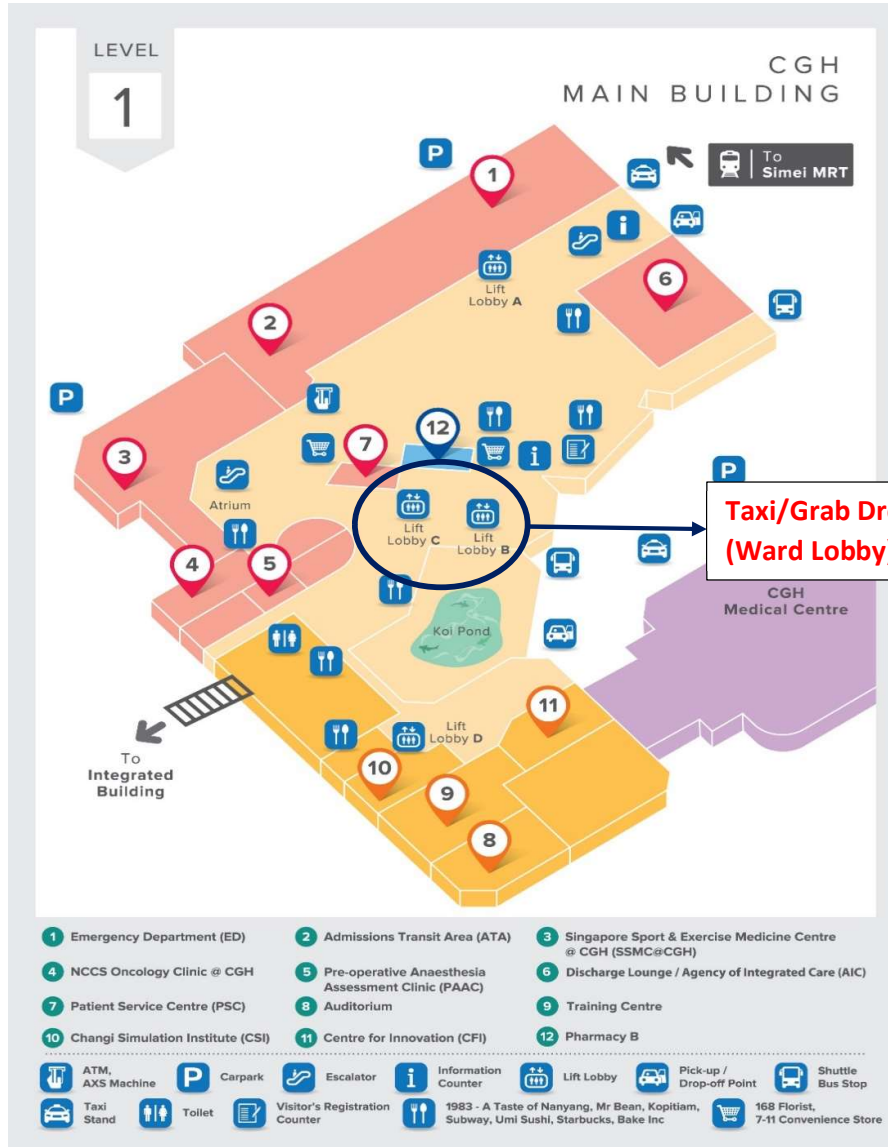 LEVEL
1
CGH
MAIN BUILDING
P
To
Simei MRT
1
i
6
Lift
Lobby A
2
P
12
7
i
3
P
Atrium
Lift
Lobby C
Lift
Lobby B
Taxi/Grab Dr
(Ward Lobby)
4
5
CGH
Medical Centre
Koi Pond
11
Lift
Lobby D
To
Integrated
Building
10
9
8
1 Emergency Department (ED)
2 Admissions Transit Area (ATA)
3 Singapore Sport & Exercise Medicine Centre
@ CGH (SSMC@CGH)
4 NCCS Oncology Clinic @ CGH
5 Pre-operative Anaesthesia
Assessment Clinic (PAAC)
6 Discharge Lounge / Agency of Integrated Care (AIC)
7 Patient Service Centre (PSC)
8 Auditorium
9 Training Centre
10 Changi Simulation Institute (CSI)
11 Centre for Innovation (CFI)
12 Pharmacy B
ATM,
AXS Machine
P Carpark
Escalator
i Information
Counter
Lift Lobby
Pick-up /
Drop-off Point
Shuttle
Bus Stop
Taxi
Stand
Toilet
Visitor's Registration
Counter
1983 - A Taste of Nanyang, Mr Bean, Kopitiam,
Subway, Umi Sushi, Starbucks, Bake Inc
168 Florist,
7-11 Convenience Store